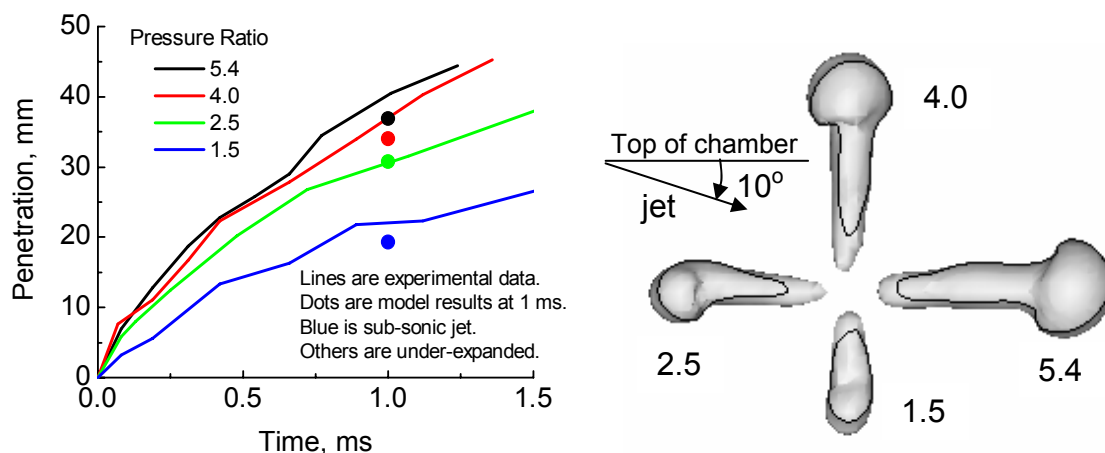 50
40
30
20
10
0
Penetration, mm
Pressure Ratio
5.4
4.0
2.5
1.5
Lines are experimental data.
Dots are model results at 1 ms.
Blue is sub-sonic jet.
Others are under-expanded.
0.0
0.5
1.0
1.5
Time, ms
4.0
Top of chamber
10º
jet
2.5
5.4
1.5